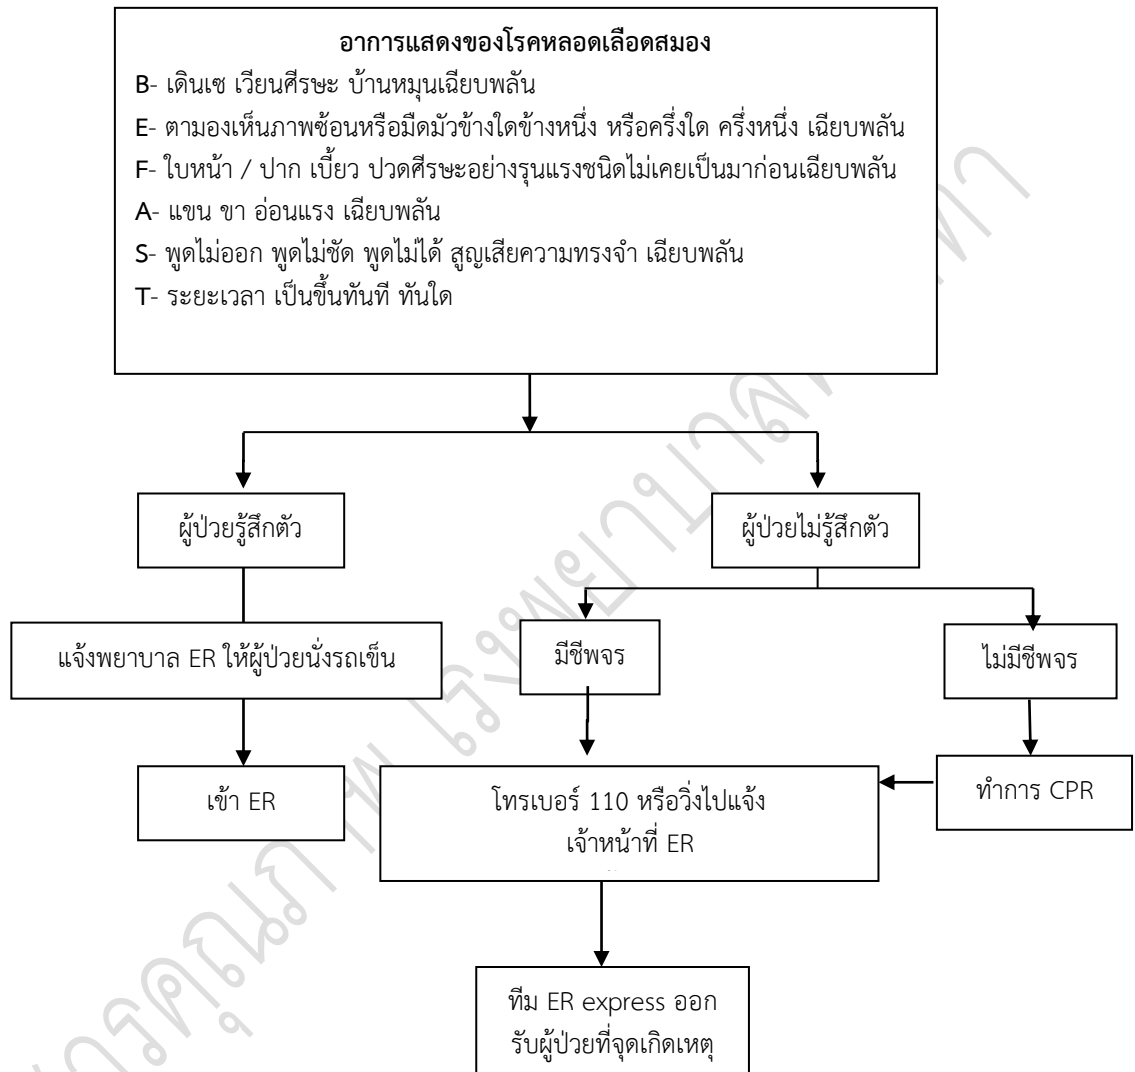 อาการแสดงของโรคหลอดเลือดสมอง
B- เดินเซ เวียนศีรษะ บ้านหมุนเฉียบพลัน
E- ตามองเห็นภาพซ้อนหรือมืดมัวข้างใดข้างหนึ่ง หรือครึ่งใด ครึ่งหนึ่ง เฉียบพลัน
F- ใบหน้า / ปาก เบี้ยว ปวดศีรษะอย่างรุนแรงชนิดไม่เคยเป็นมาก่อนเฉียบพลัน
A- แขน ขา อ่อนแรง เฉียบพลัน
S- พูดไม่ออก พูดไม่ชัด พูดไม่ได้ สูญเสียความทรงจำ เฉียบพลัน
T- ระยะเวลา เป็นขึ้นทันที ทันใด
ผู้ป่วยรู้สึกตัว
ผู้ป่วยไม่รู้สึกตัว
แจ้งพยาบาล ER ให้ผู้ป่วยนั่งรถเข็น
มีชีพจร
ไม่มีชีพจร
เข้า ER
โทรเบอร์ 110 หรือวิ่งไปแจ้ง
เจ้าหน้าที่ ER
ทำการ CPR
ทีม ER express ออก
รับผู้ป่วยที่จุดเกิดเหตุ